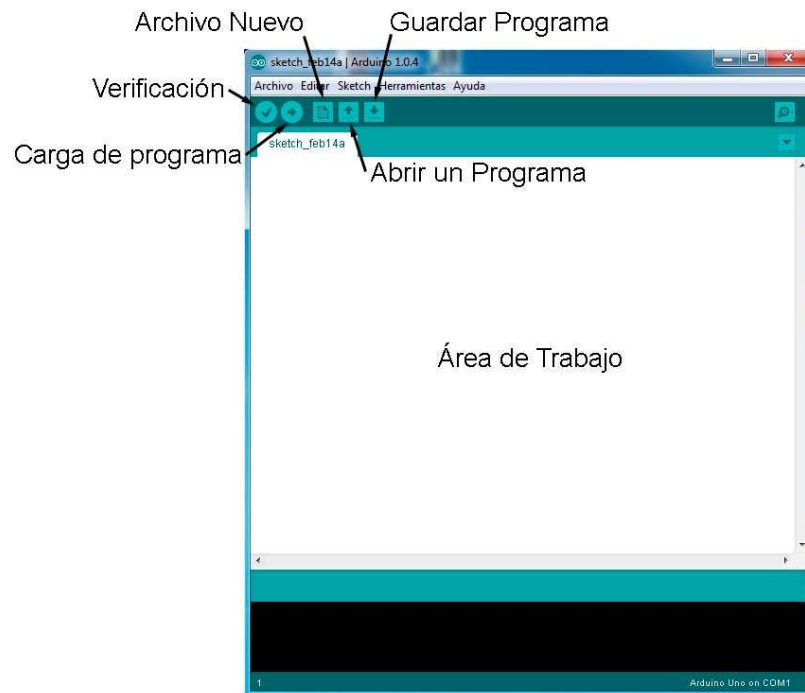 Archivo Nuevo
Guardar Programa
sketch_feb14a | Arduino 1.0.4
Verificación
Archivo Editar Sketch Herramientas Ayuda
Carga de programa
sketch_feb14a
Abrir un Programa
Área de Trabajo
1
Arduino Uno on COM1